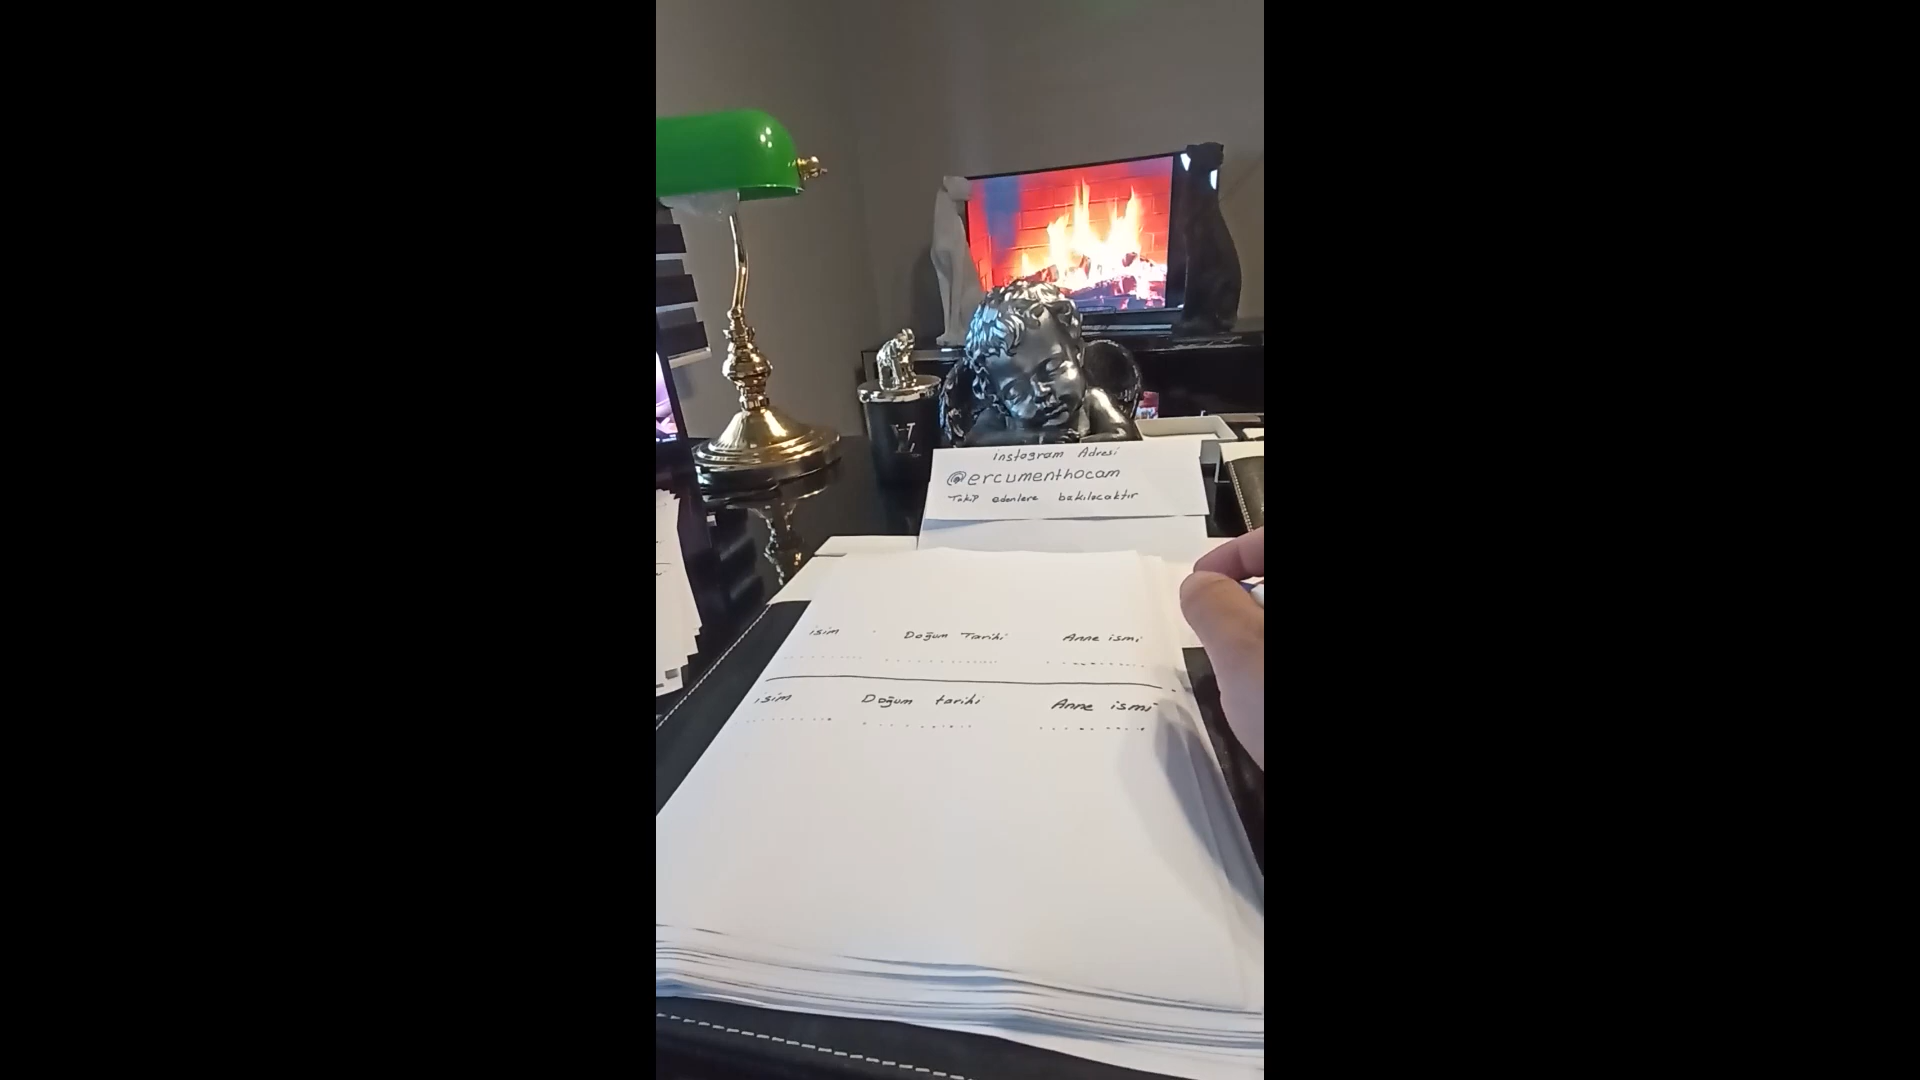 instagram Adresi
@ercumenthocam
Takip edenlere bakılacaktır
isim Doğum Tarihi Anne ismi
isim Doğum tarihi Anne ismi